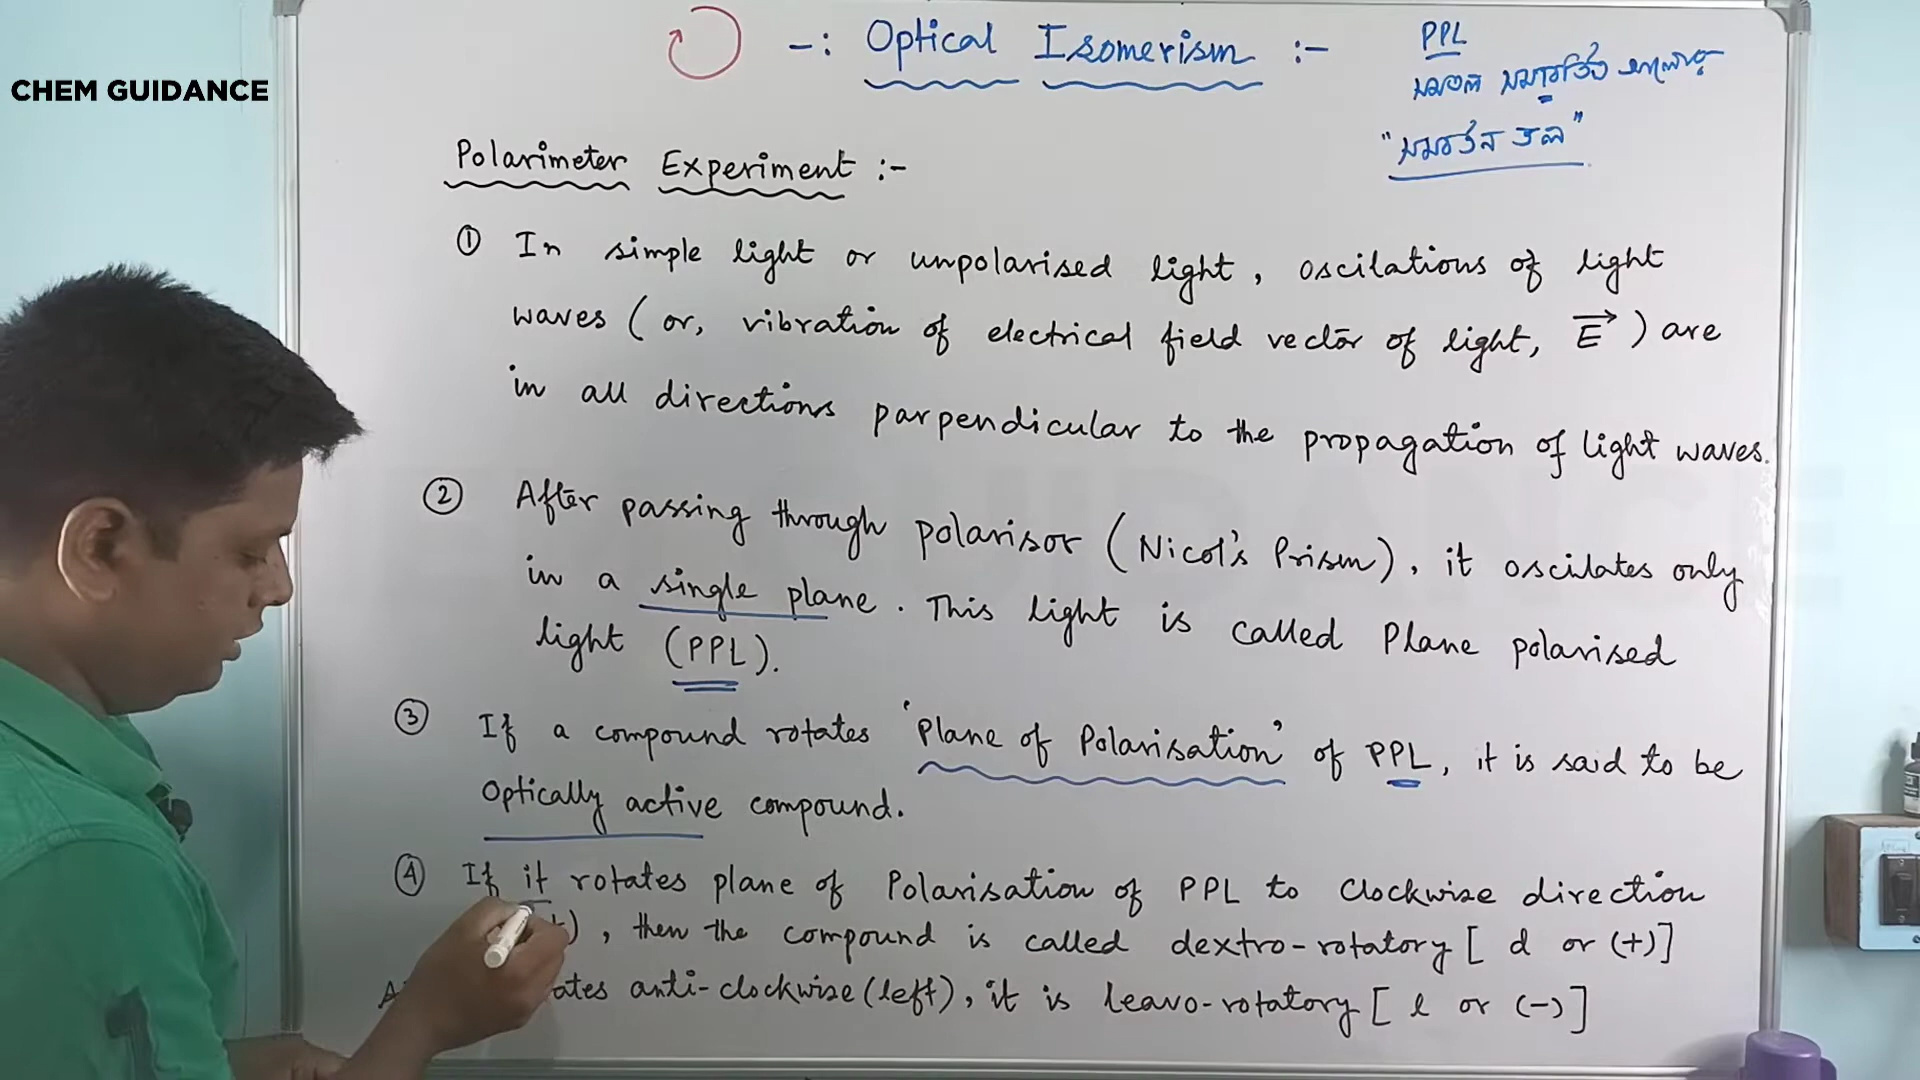 CHEM GUIDANCE
-: Optical Isomerism :-
PPL
Polarimeter Experiment :-
① In simple light or unpolarised light, oscilations of light
waves (or, vibration of electrical field vector of light, E→) are
in all directions parpendicular to the propagation of light waves.
② After passing through polarisor (Nicol's Prism), it oscilates only
in a single plane. This light is called Plane polarised
light (PPL).
③ If a compound rotates 'Plane of Polarisation' of PPL, it is said to be
Optically active compound.
④ If it rotates plane of Polarisation of PPL to Clockwise direction
), then the compound is called dextro-rotatory [ d or (+)]
anti-clockwise (left), it is leavo-rotatory [ l or (-)]